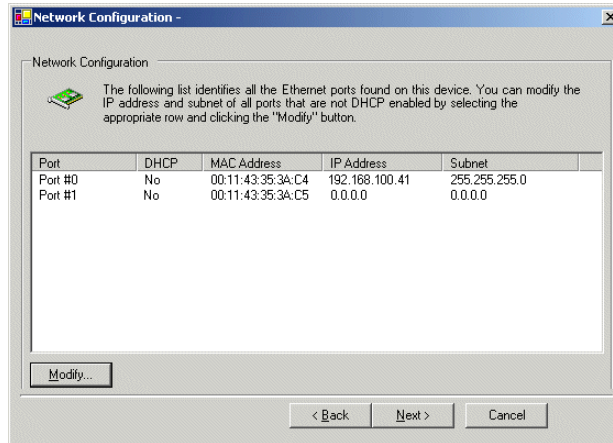 Network Configuration -
Network Configuration
The following list identifies all the Ethernet ports found on this device. You can modify the
IP address and subnet of all ports that are not DHCP enabled by selecting the
appropriate row and clicking the "Modify" button.
Port DHCP MAC Address IP Address Subnet
Port #0 No 00:11:43:35:3A:C4 192.168.100.41 255.255.255.0
Port #1 No 00:11:43:35:3A:C5 0.0.0.0 0.0.0.0
Modify...
< Back Next > Cancel